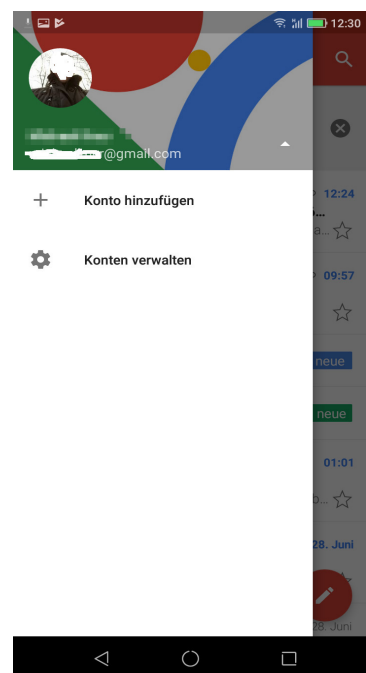 12:30
@gmail.com
Konto hinzufügen
Konten verwalten
12:24
a...
09:57
neue
neue
01:01
b...
28. Juni
28. Juni